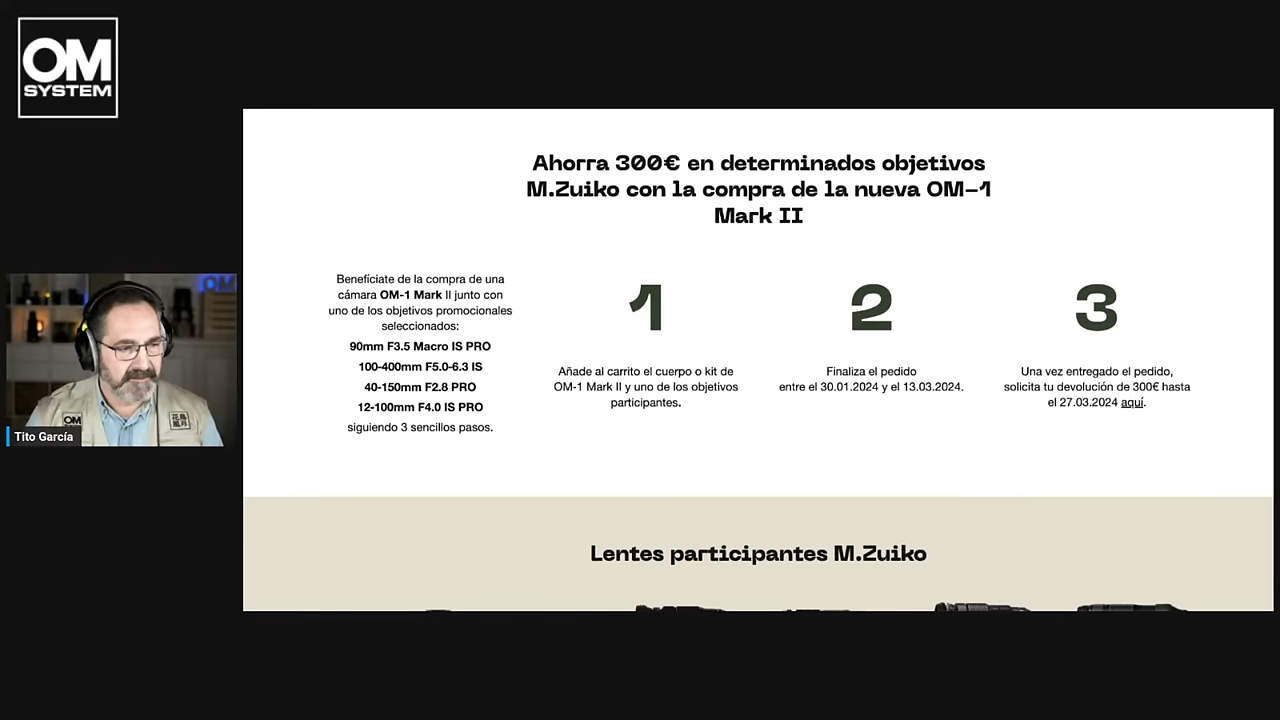 OM
SYSTEM
Ahorra 300€ en determinados objetivos
M.Zuiko con la compra de la nueva OM-1
Mark II
Benefíciate de la compra de una
cámara OM-1 Mark II junto con
uno de los objetivos promocionales
seleccionados:
90mm F3.5 Macro IS PRO
100-400mm F5.0-6.3 IS
40-150mm F2.8 PRO
12-100mm F4.0 IS PRO
siguiendo 3 sencillos pasos.
1
Añade al carrito el cuerpo o kit de
OM-1 Mark II y uno de los objetivos
participantes.
2
Finaliza el pedido
entre el 30.01.2024 y el 13.03.2024.
3
Una vez entregado el pedido,
solicita tu devolución de 300€ hasta
el 27.03.2024 aquí.
OM
OM
花鳥
風月
Tito García
Lentes participantes M.Zuiko